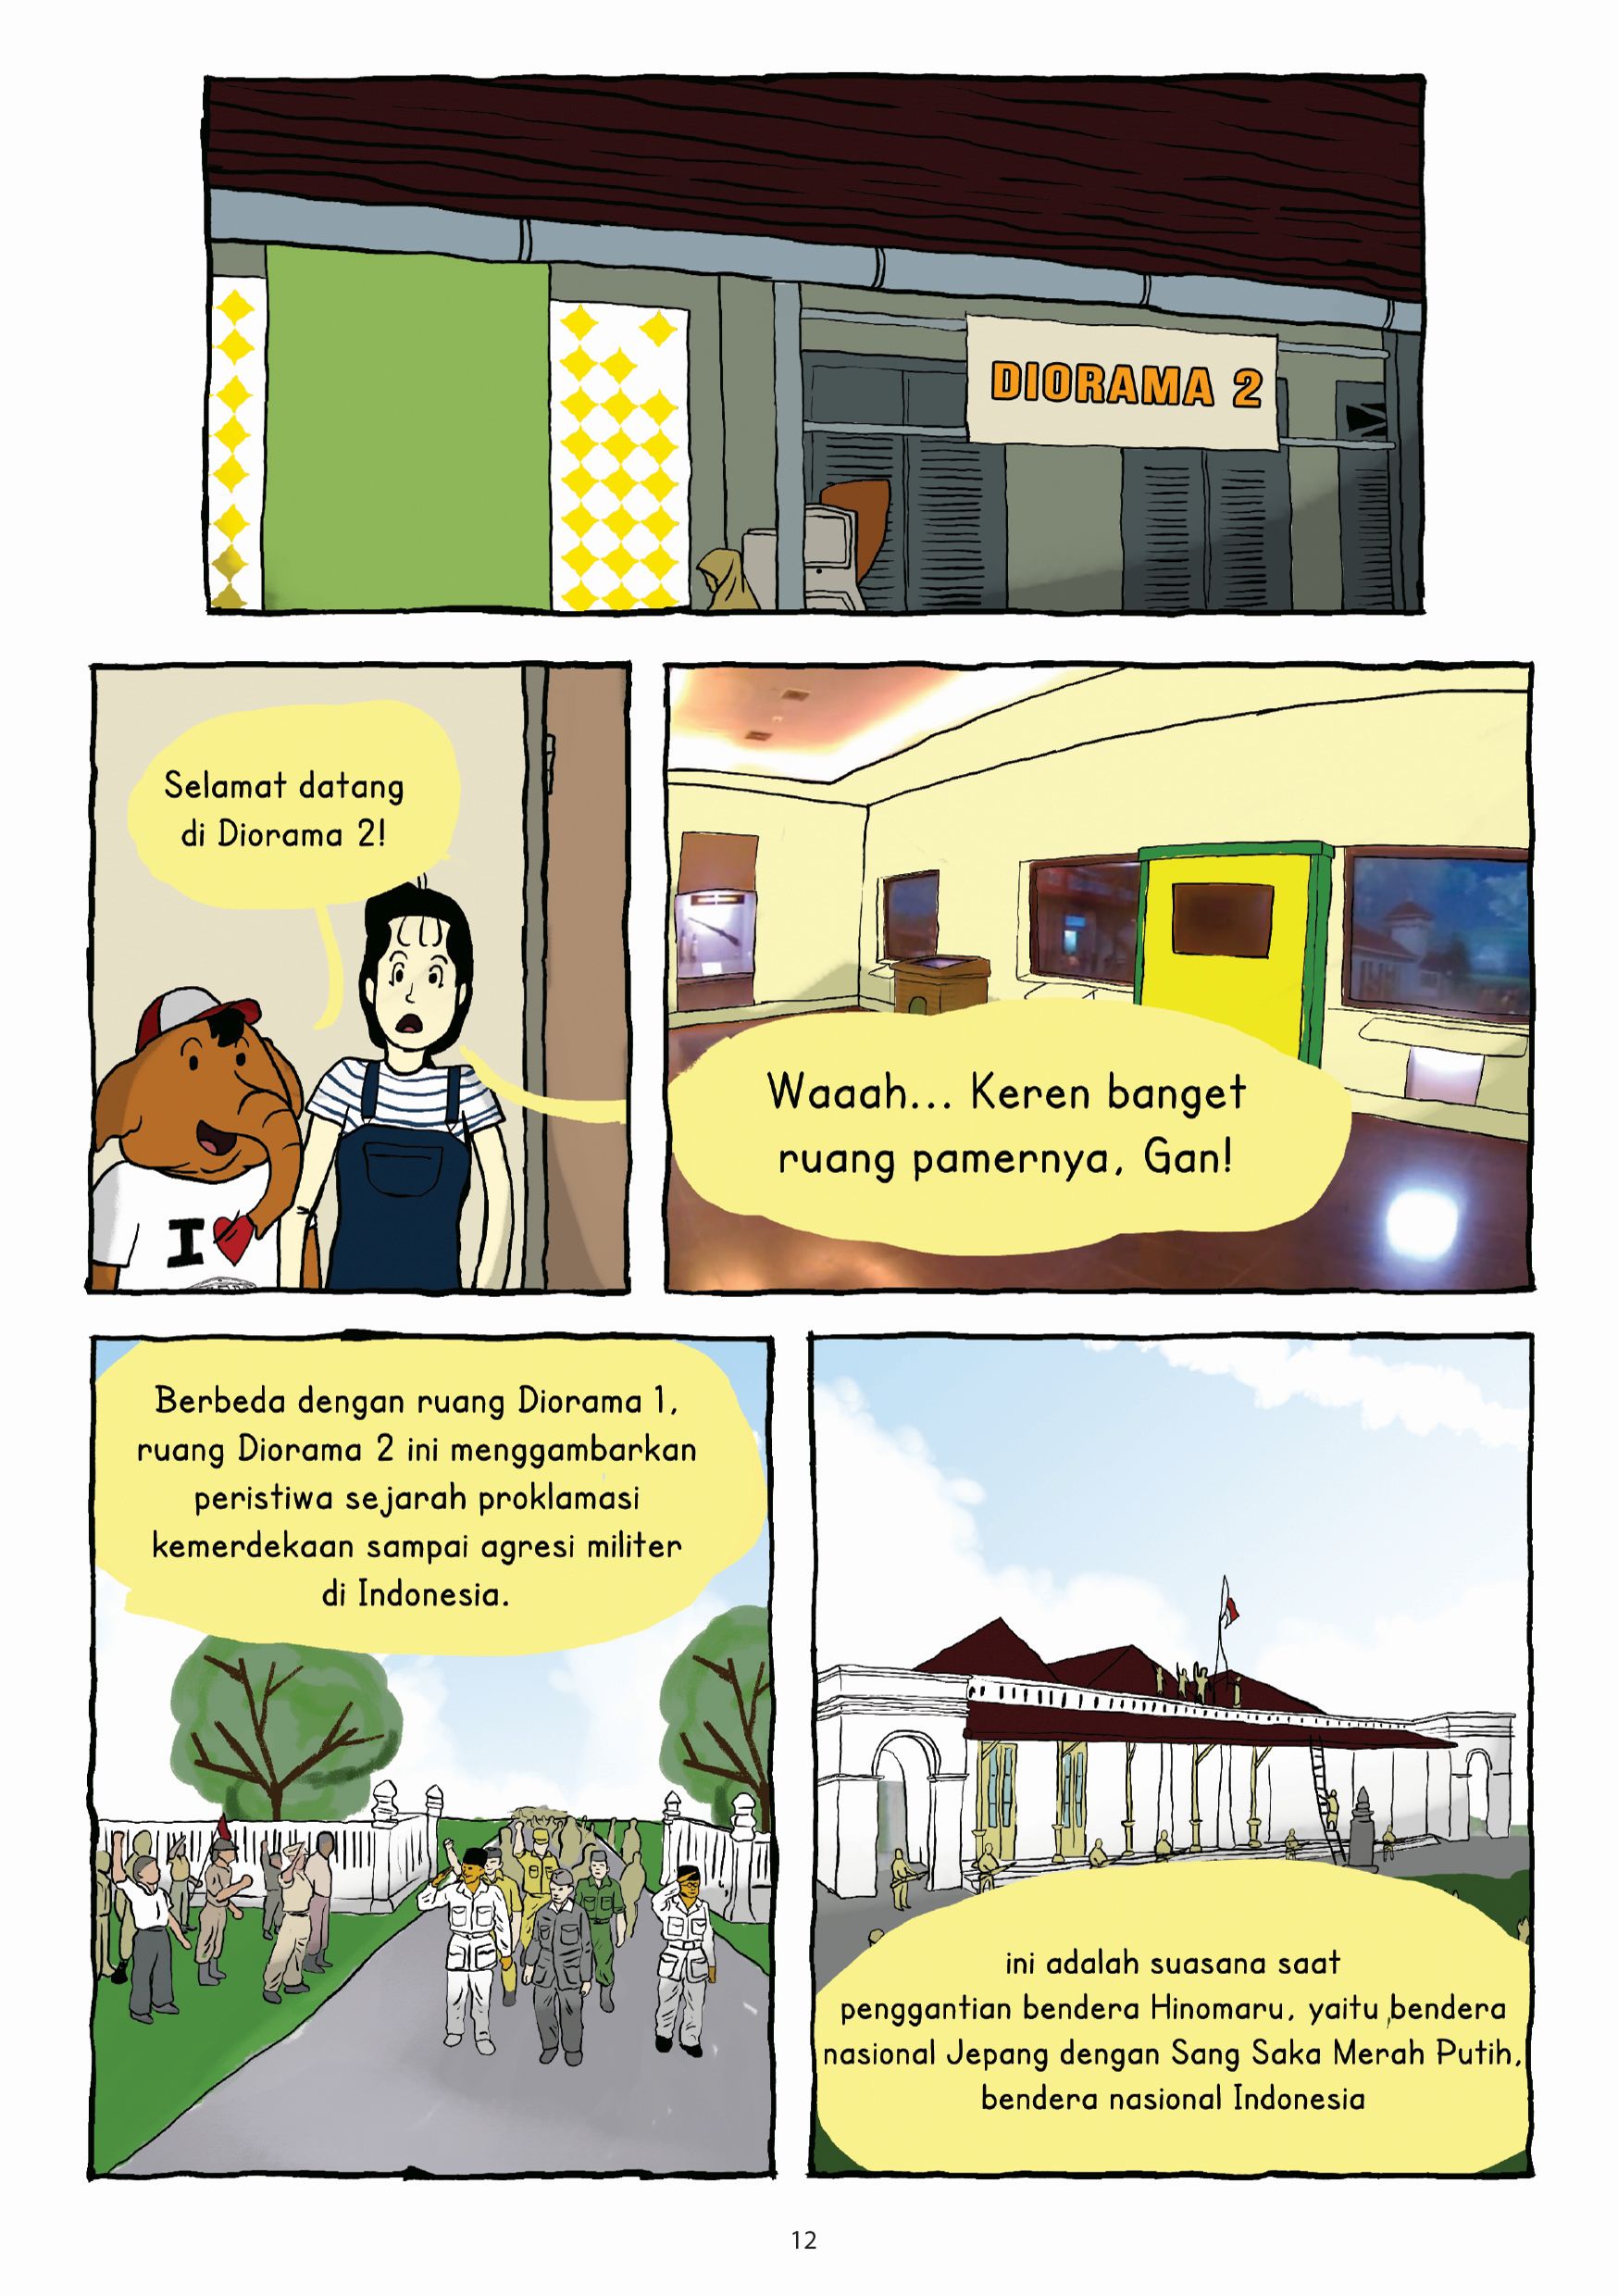 DIORAMA 2
Selamat datang
di Diorama 2!
I
Waaah... Keren banget
ruang pamernya, Gan!
Berbeda dengan ruang Diorama 1,
ruang Diorama 2 ini menggambarkan
peristiwa sejarah proklamasi
kemerdekaan sampai agresi militer
di Indonesia.
ini adalah suasana saat
penggantian bendera Hinomaru, yaitu bendera
nasional Jepang dengan Sang Saka Merah Putih,
bendera nasional Indonesia
12